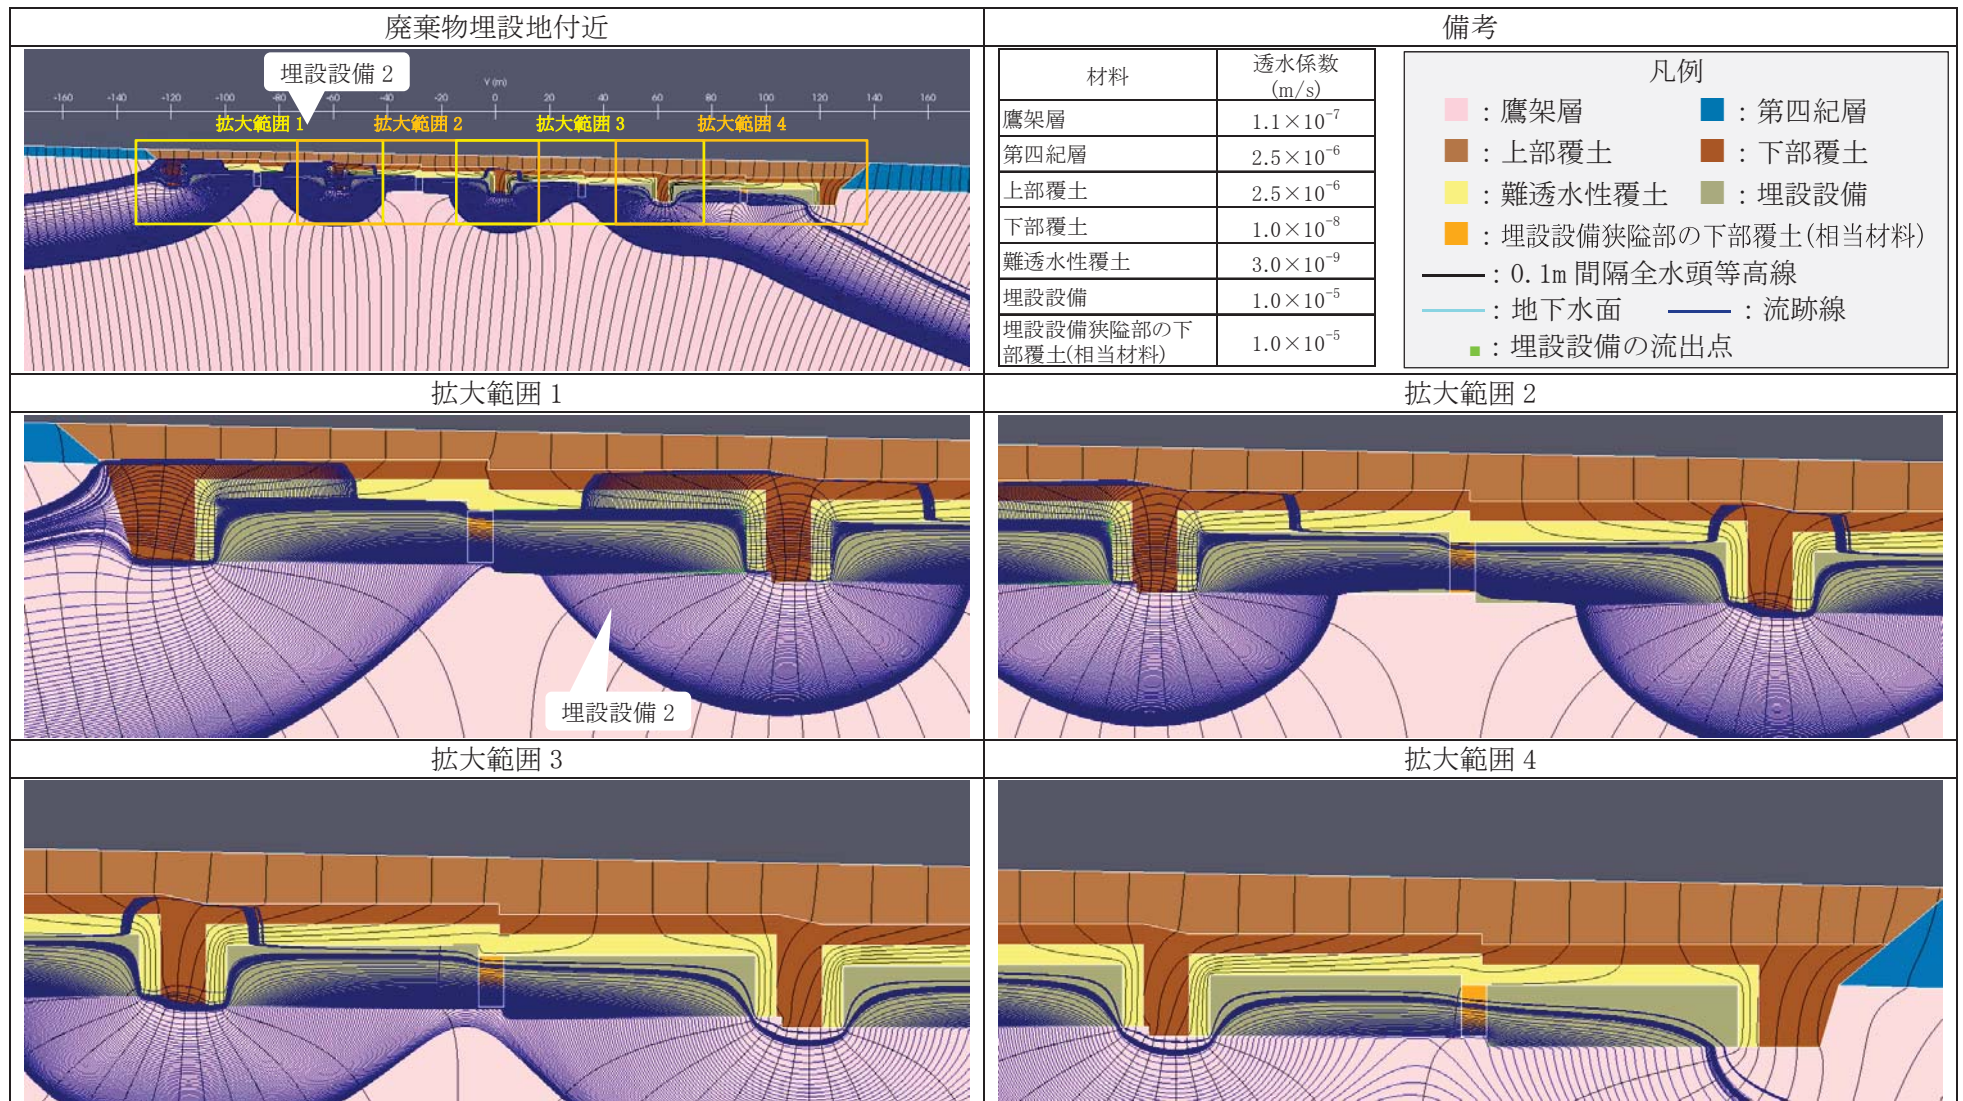 廃棄物埋設地付近
備考
埋設設備 2
Y (m)
-160 -140 -120 -100 -80 -60 -40 -20 0 20 40 60 80 100 120 140 160
拡大範囲 1 拡大範囲 2 拡大範囲 3 拡大範囲 4
材料 透水係数 (m/s)
鷹架層 1.1×10⁻⁷
第四紀層 2.5×10⁻⁶
上部覆土 2.5×10⁻⁶
下部覆土 1.0×10⁻⁸
難透水性覆土 3.0×10⁻⁹
埋設設備 1.0×10⁻⁵
埋設設備狭隘部の下
部覆土(相当材料) 1.0×10⁻⁵
凡例
：鷹架層 ：第四紀層
：上部覆土 ：下部覆土
：難透水性覆土 ：埋設設備
：埋設設備狭隘部の下部覆土(相当材料)
：0.1m 間隔全水頭等高線
：地下水面 ：流跡線
：埋設設備の流出点
拡大範囲 1
拡大範囲 2
埋設設備 2
拡大範囲 3
拡大範囲 4